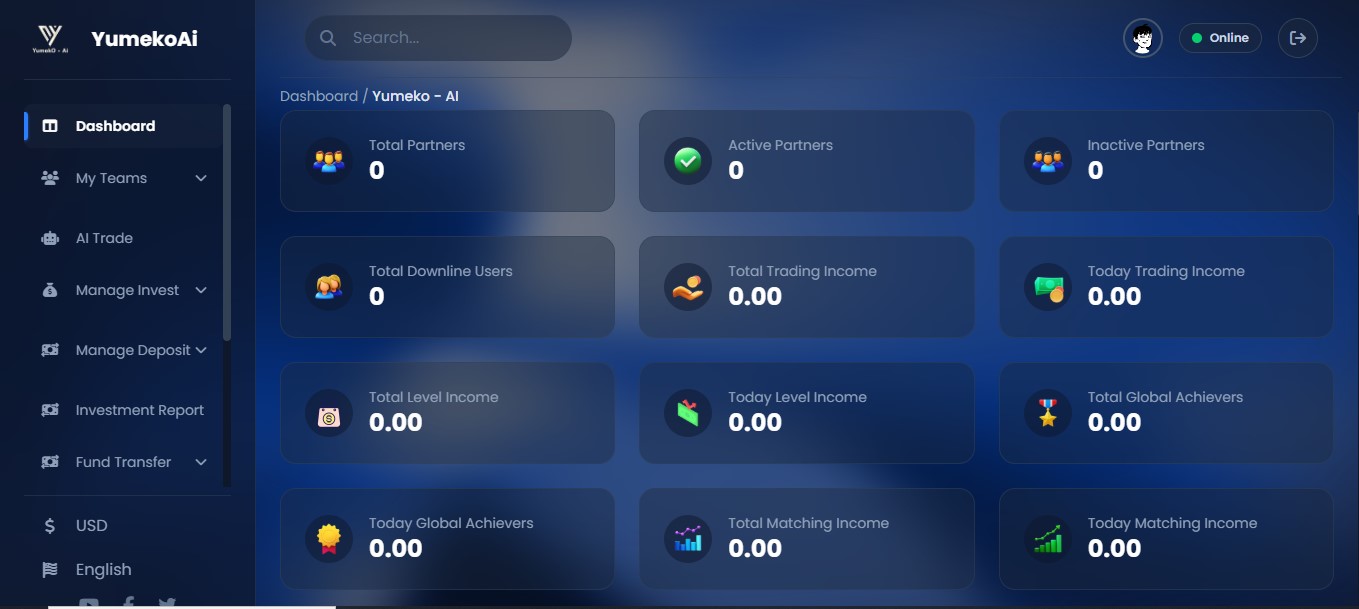 YumekO - Ai
YumekoAi
Search...
Online
Dashboard / Yumeko - AI
Dashboard
My Teams
AI Trade
Manage Invest
Manage Deposit
Investment Report
Fund Transfer
USD
English
Total Partners
0
Active Partners
0
Inactive Partners
0
Total Downline Users
0
Total Trading Income
0.00
Today Trading Income
0.00
Total Level Income
0.00
Today Level Income
0.00
Total Global Achievers
0.00
Today Global Achievers
0.00
Total Matching Income
0.00
Today Matching Income
0.00